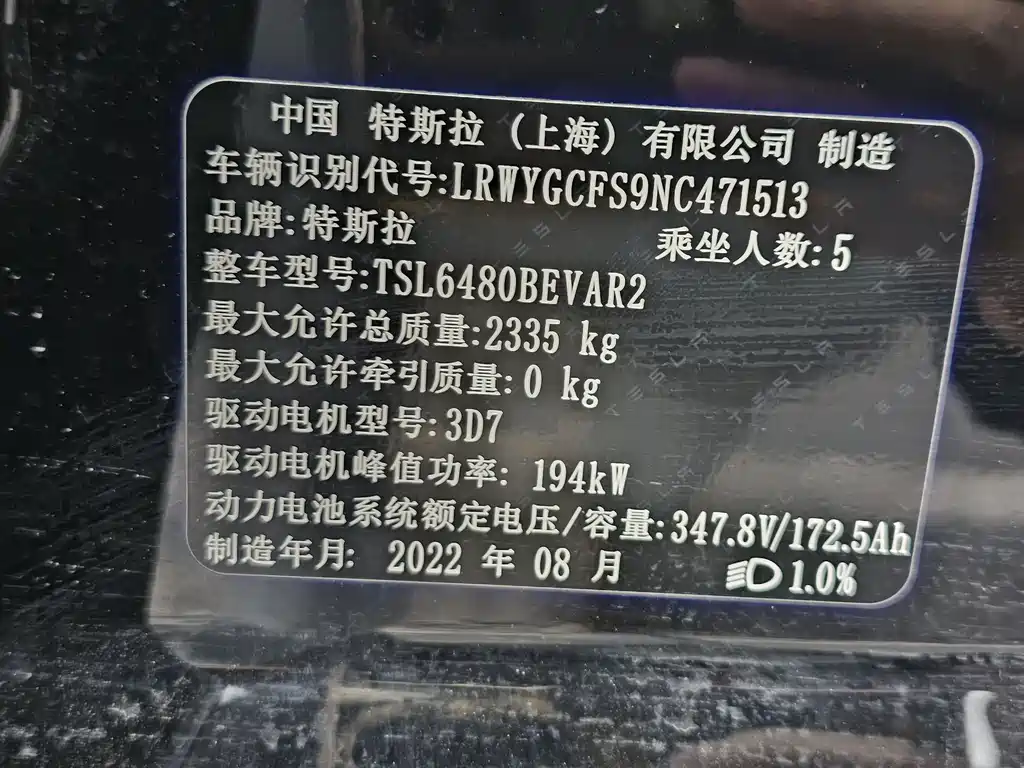 中国 特斯拉（上海）有限公司 制造
车辆识别代号:LRWYGCFS9NC471513
品牌:特斯拉 乘坐人数:5
整车型号:TSL6480BEVAR2
最大允许总质量:2335 kg
最大允许牵引质量:0 kg
驱动电机型号:3D7
驱动电机峰值功率: 194kW
动力电池系统额定电压/容量:347.8V/172.5Ah
制造年月: 2022 年 08 月 1.0%